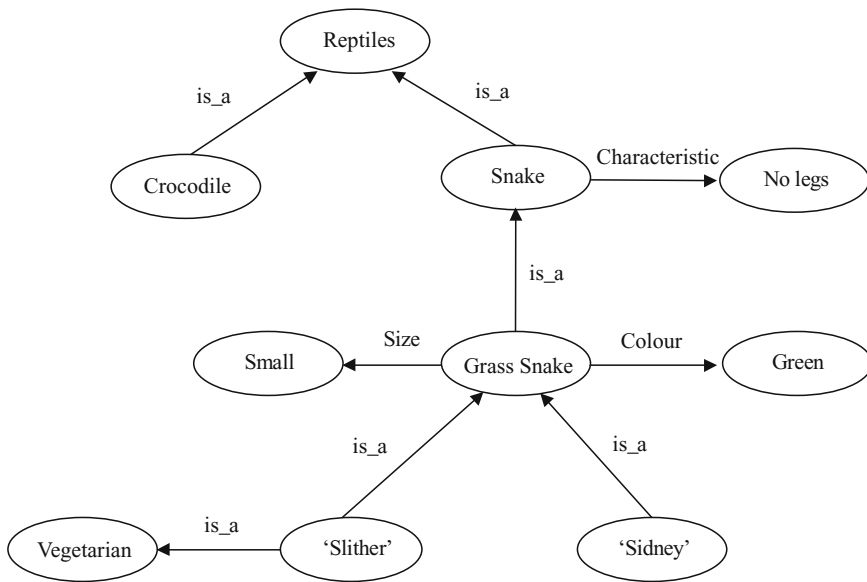 Reptiles
is_a
is_a
Crocodile
Snake
Characteristic
No legs
is_a
Small
Size
Grass Snake
Colour
Green
is_a
is_a
Vegetarian
is_a
‘Slither’
‘Sidney’